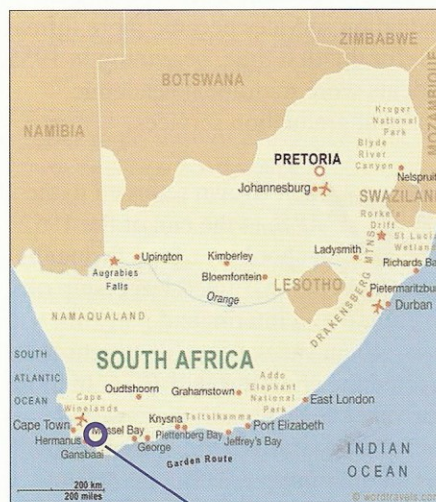 ZIMBABWE
BOTSWANA
MOZAMBIQUE
NAMIBIA
Kruger
National
Park
Blyde
River
Canyon
PRETORIA
Nelspruit
Johannesburg
SWAZILAND
Rorke's
Drift
St Lucia
Wetland
Upington
Kimberley
Ladysmith
Augrabies
Falls
Bloemfontein
Richards Ba
LESOTHO
Orange
DRAKENSBERG MTNS
Pietermaritzburg
Durban
NAMAQUALAND
SOUTH
ATLANTIC
OCEAN
SOUTH AFRICA
Addo
Elephant
National
Park
Oudtshoorn
Grahamstown
Cape
Winelands
East London
Knysna
Tsitsikamma
Cape Town
Mossel Bay
Port Elizabeth
Hermanus
Plettenberg Bay
Gansbaai
George
Jeffrey's Bay
Garden Route
INDIAN
OCEAN
200 km
200 miles
© wordtravels.com